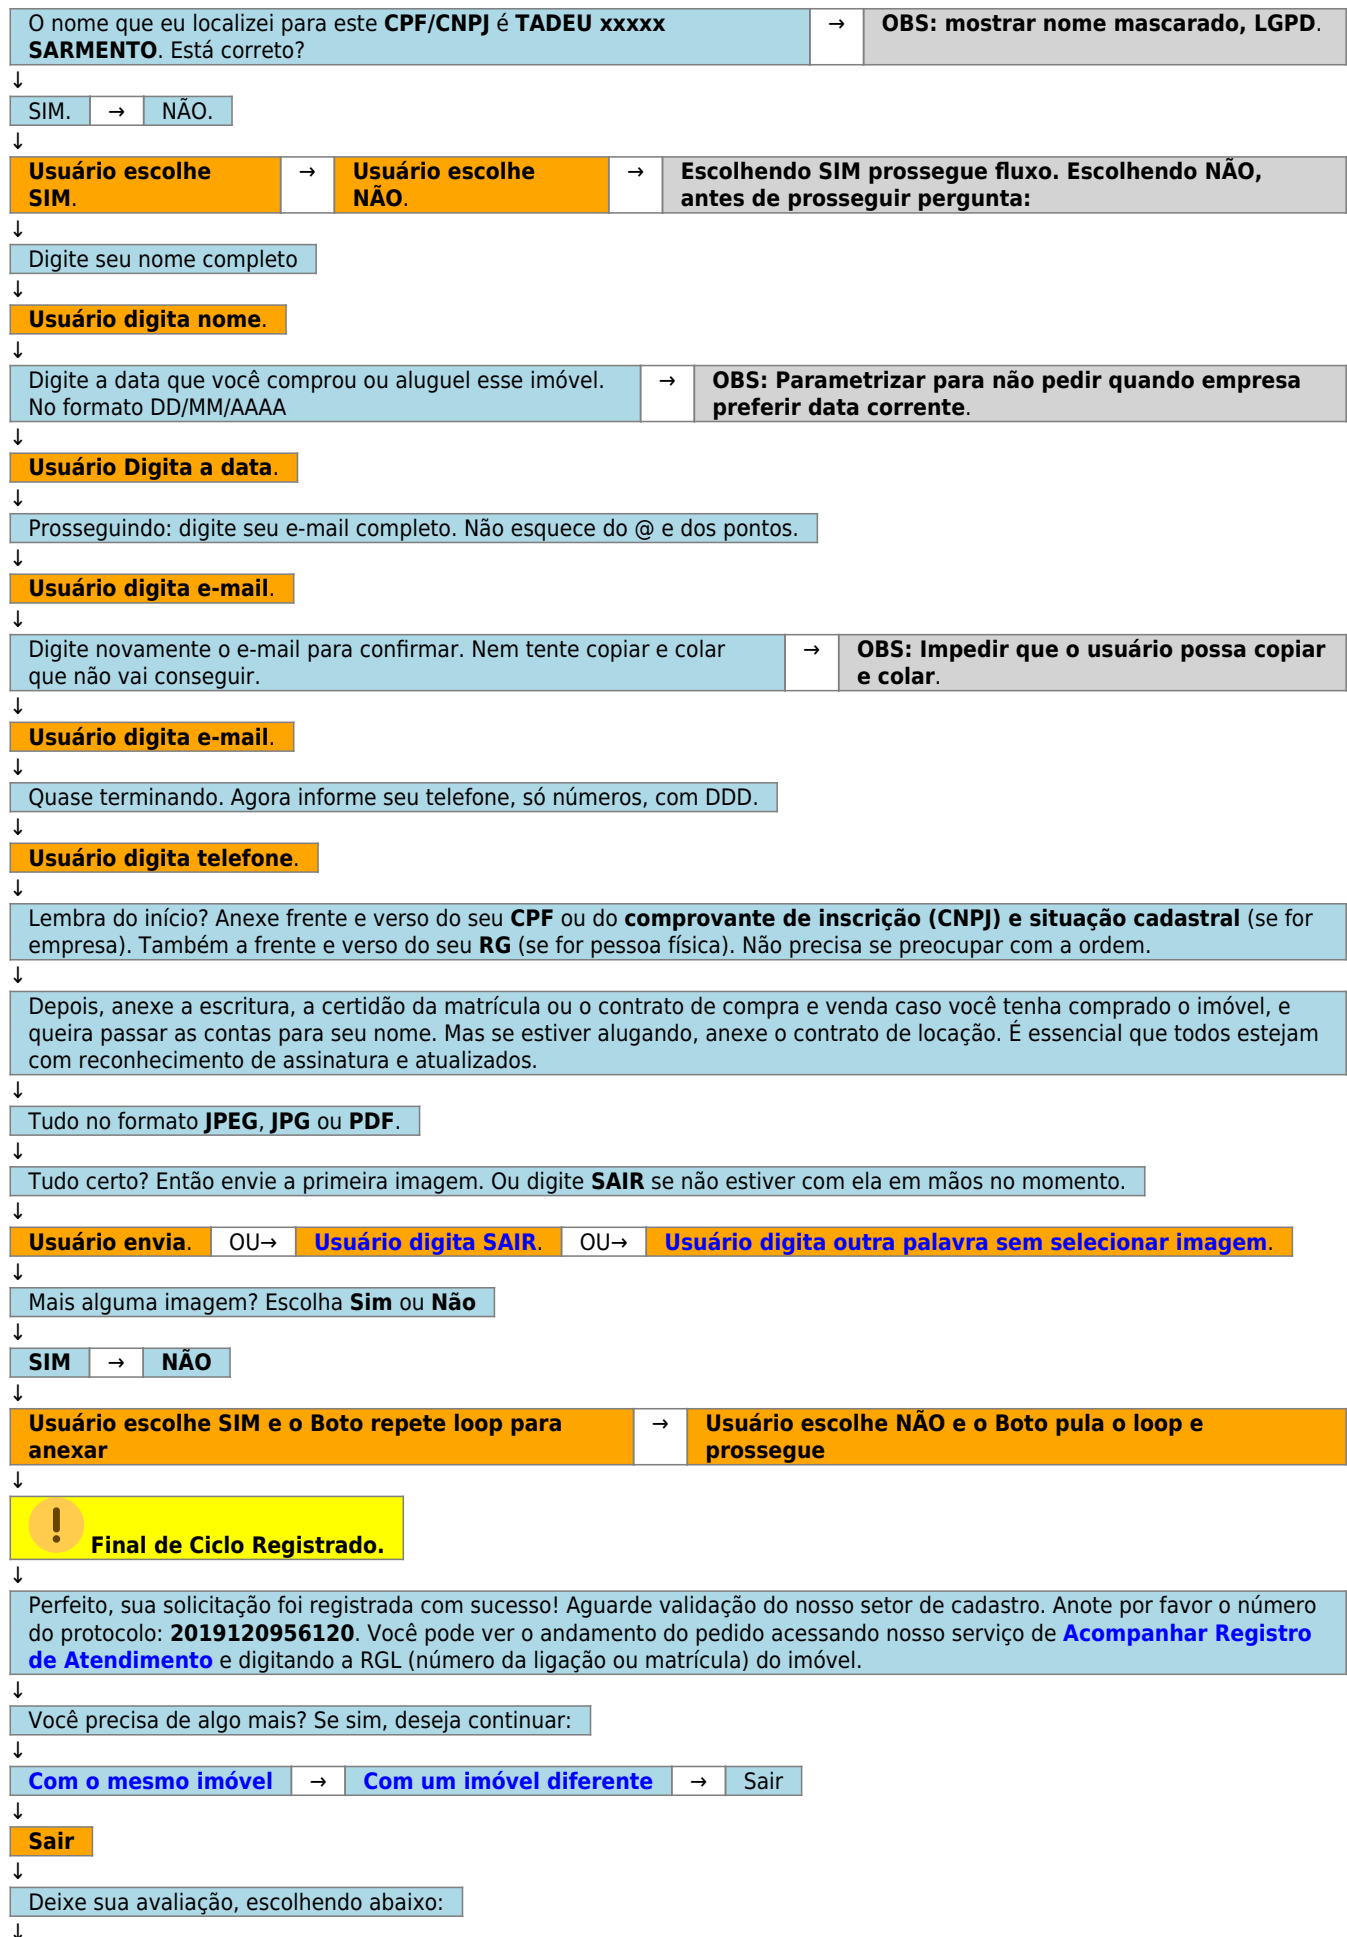 O nome que eu localizei para este CPF/CNPJ é TADEU xxxxx → OBS: mostrar nome mascarado, LGPD.
SARMENTO. Está correto?
↓
SIM. → NÃO.
↓
Usuário escolhe → Usuário escolhe → Escolhendo SIM prossegue fluxo. Escolhendo NÃO,
SIM. NÃO. antes de prosseguir pergunta:
↓
Digite seu nome completo
↓
Usuário digita nome.
↓
Digite a data que você comprou ou aluguel esse imóvel. → OBS: Parametrizar para não pedir quando empresa
No formato DD/MM/AAAA preferir data corrente.
↓
Usuário Digita a data.
↓
Prosseguindo: digite seu e-mail completo. Não esquece do @ e dos pontos.
↓
Usuário digita e-mail.
↓
Digite novamente o e-mail para confirmar. Nem tente copiar e colar → OBS: Impedir que o usuário possa copiar
que não vai conseguir. e colar.
↓
Usuário digita e-mail.
↓
Quase terminando. Agora informe seu telefone, só números, com DDD.
↓
Usuário digita telefone.
↓
Lembra do início? Anexe frente e verso do seu CPF ou do comprovante de inscrição (CNPJ) e situação cadastral (se for
empresa). Também a frente e verso do seu RG (se for pessoa física). Não precisa se preocupar com a ordem.
↓
Depois, anexe a escritura, a certidão da matrícula ou o contrato de compra e venda caso você tenha comprado o imóvel, e
queira passar as contas para seu nome. Mas se estiver alugando, anexe o contrato de locação. É essencial que todos estejam
com reconhecimento de assinatura e atualizados.
↓
Tudo no formato JPEG, JPG ou PDF.
↓
Tudo certo? Então envie a primeira imagem. Ou digite SAIR se não estiver com ela em mãos no momento.
↓
Usuário envia. OU→ Usuário digita SAIR. OU→ Usuário digita outra palavra sem selecionar imagem.
↓
Mais alguma imagem? Escolha Sim ou Não
↓
SIM → NÃO
↓
Usuário escolhe SIM e o Boto repete loop para → Usuário escolhe NÃO e o Boto pula o loop e
anexar prossegue
↓
Final de Ciclo Registrado.
↓
Perfeito, sua solicitação foi registrada com sucesso! Aguarde validação do nosso setor de cadastro. Anote por favor o número
do protocolo: 2019120956120. Você pode ver o andamento do pedido acessando nosso serviço de Acompanhar Registro
de Atendimento e digitando a RGL (número da ligação ou matrícula) do imóvel.
↓
Você precisa de algo mais? Se sim, deseja continuar:
↓
Com o mesmo imóvel → Com um imóvel diferente → Sair
↓
Sair
↓
Deixe sua avaliação, escolhendo abaixo:
↓